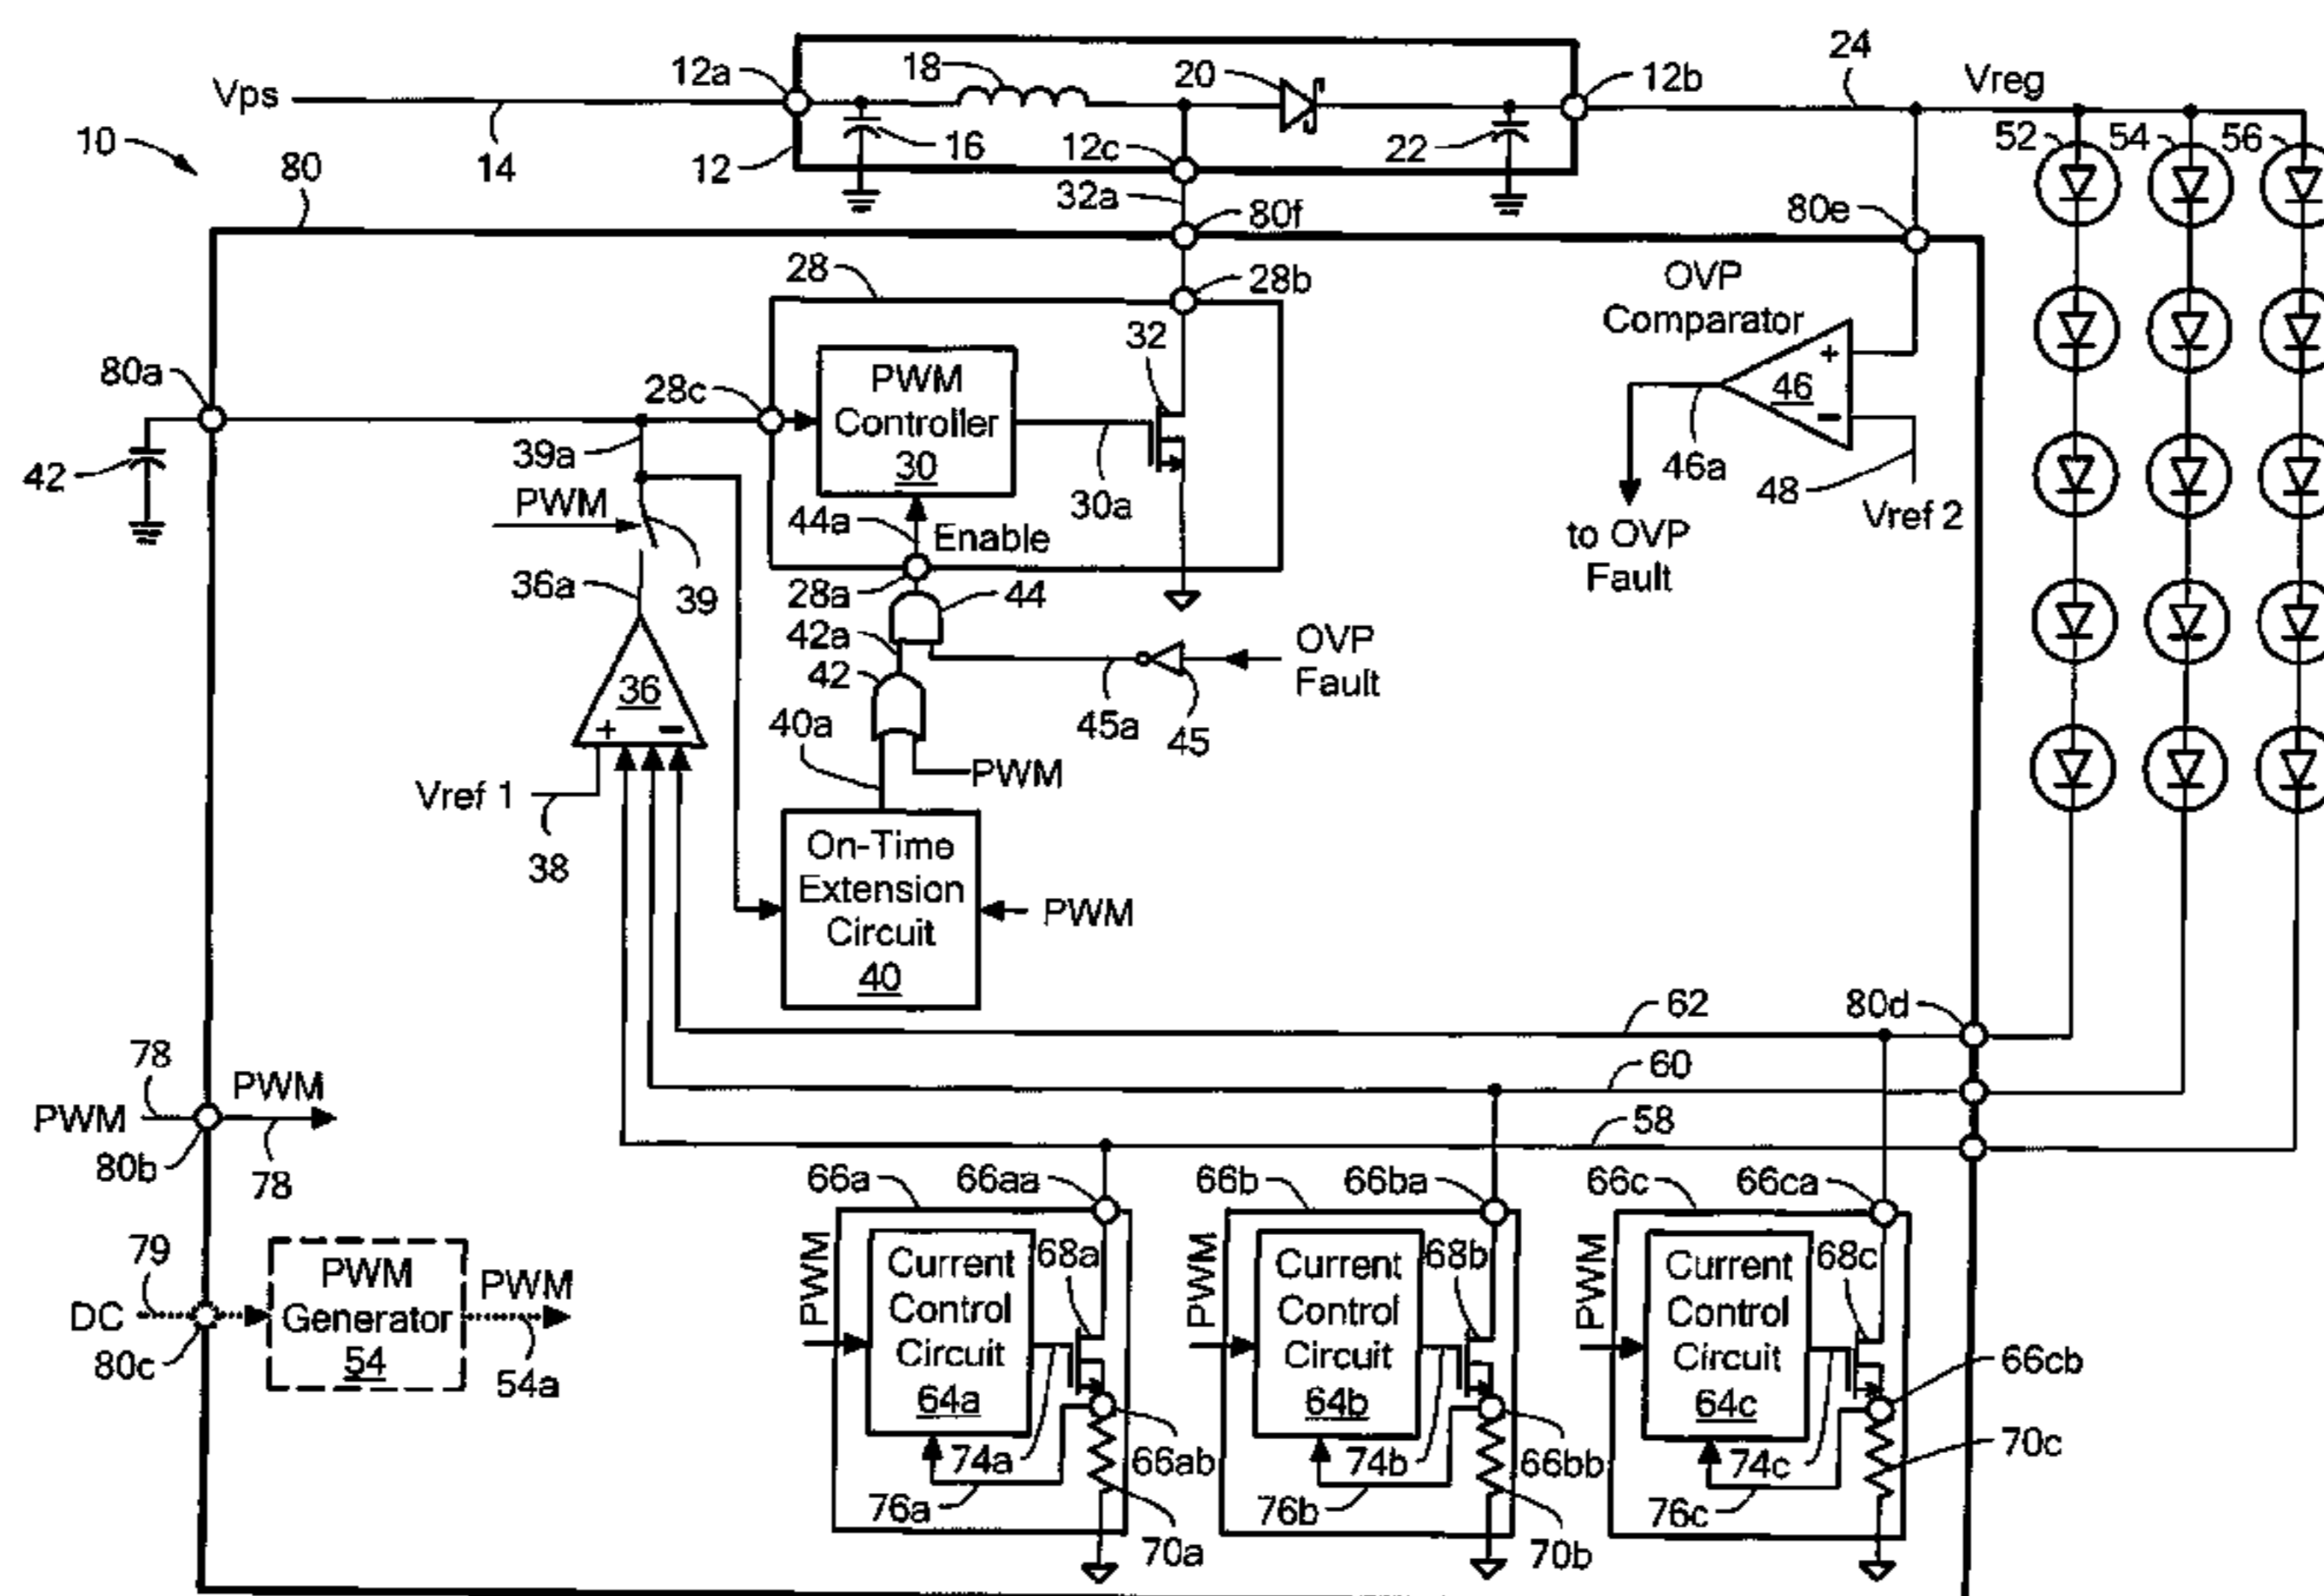 Vps
12a
18
20
12b
24
Vreg
10
14
12
16
12c
22
52
54
56
80
32a
80f
80e
28
28b
OVP
Comparator
32
80a
28c
PWM
Controller
30
46
42
39a
PWM
44a
Enable
30a
46a
48
Vref 2
to OVP
Fault
36a
39
28a
44
42a
42
OVP
Fault
36
40a
45a
45
PWM
Vref 1
38
On-Time
Extension
Circuit
40
PWM
62
80d
78
PWM
PWM
60
80b
78
58
66a
66aa
66b
66ba
66c
66ca
79
DC
80c
PWM
Generator
54
PWM
54a
PWM
Current
Control
Circuit
64a
68a
PWM
Current
Control
Circuit
64b
68b
PWM
Current
Control
Circuit
64c
68c
66cb
74a
66ab
74b
66bb
74c
70c
76a
70a
76b
70b
76c